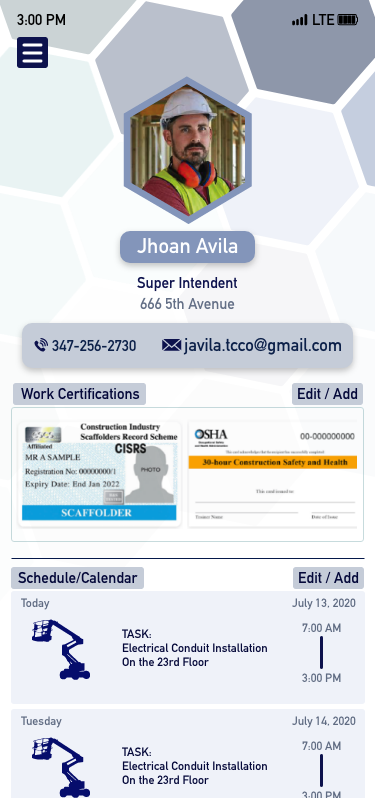 3:00 PM
LTE
Jhoan Avila
Super Intendent
666 5th Avenue
347-256-2730
javila.tcco@gmail.com
Work Certifications
Edit / Add
Construction Industry
Scaffolders Record Scheme
CISRS
MR A SAMPLE
Registration No: 00000000/1
Expiry Date: End Jan 2022
PHOTO
SCAFFOLDER
OSHA
00-000000000
30-hour Construction Safety and Health
Schedule/Calendar
Edit / Add
Today
July 13, 2020
TASK:
Electrical Conduit Installation
On the 23rd Floor
7:00 AM
3:00 PM
Tuesday
July 14, 2020
TASK:
Electrical Conduit Installation
On the 23rd Floor
7:00 AM
3:00 PM